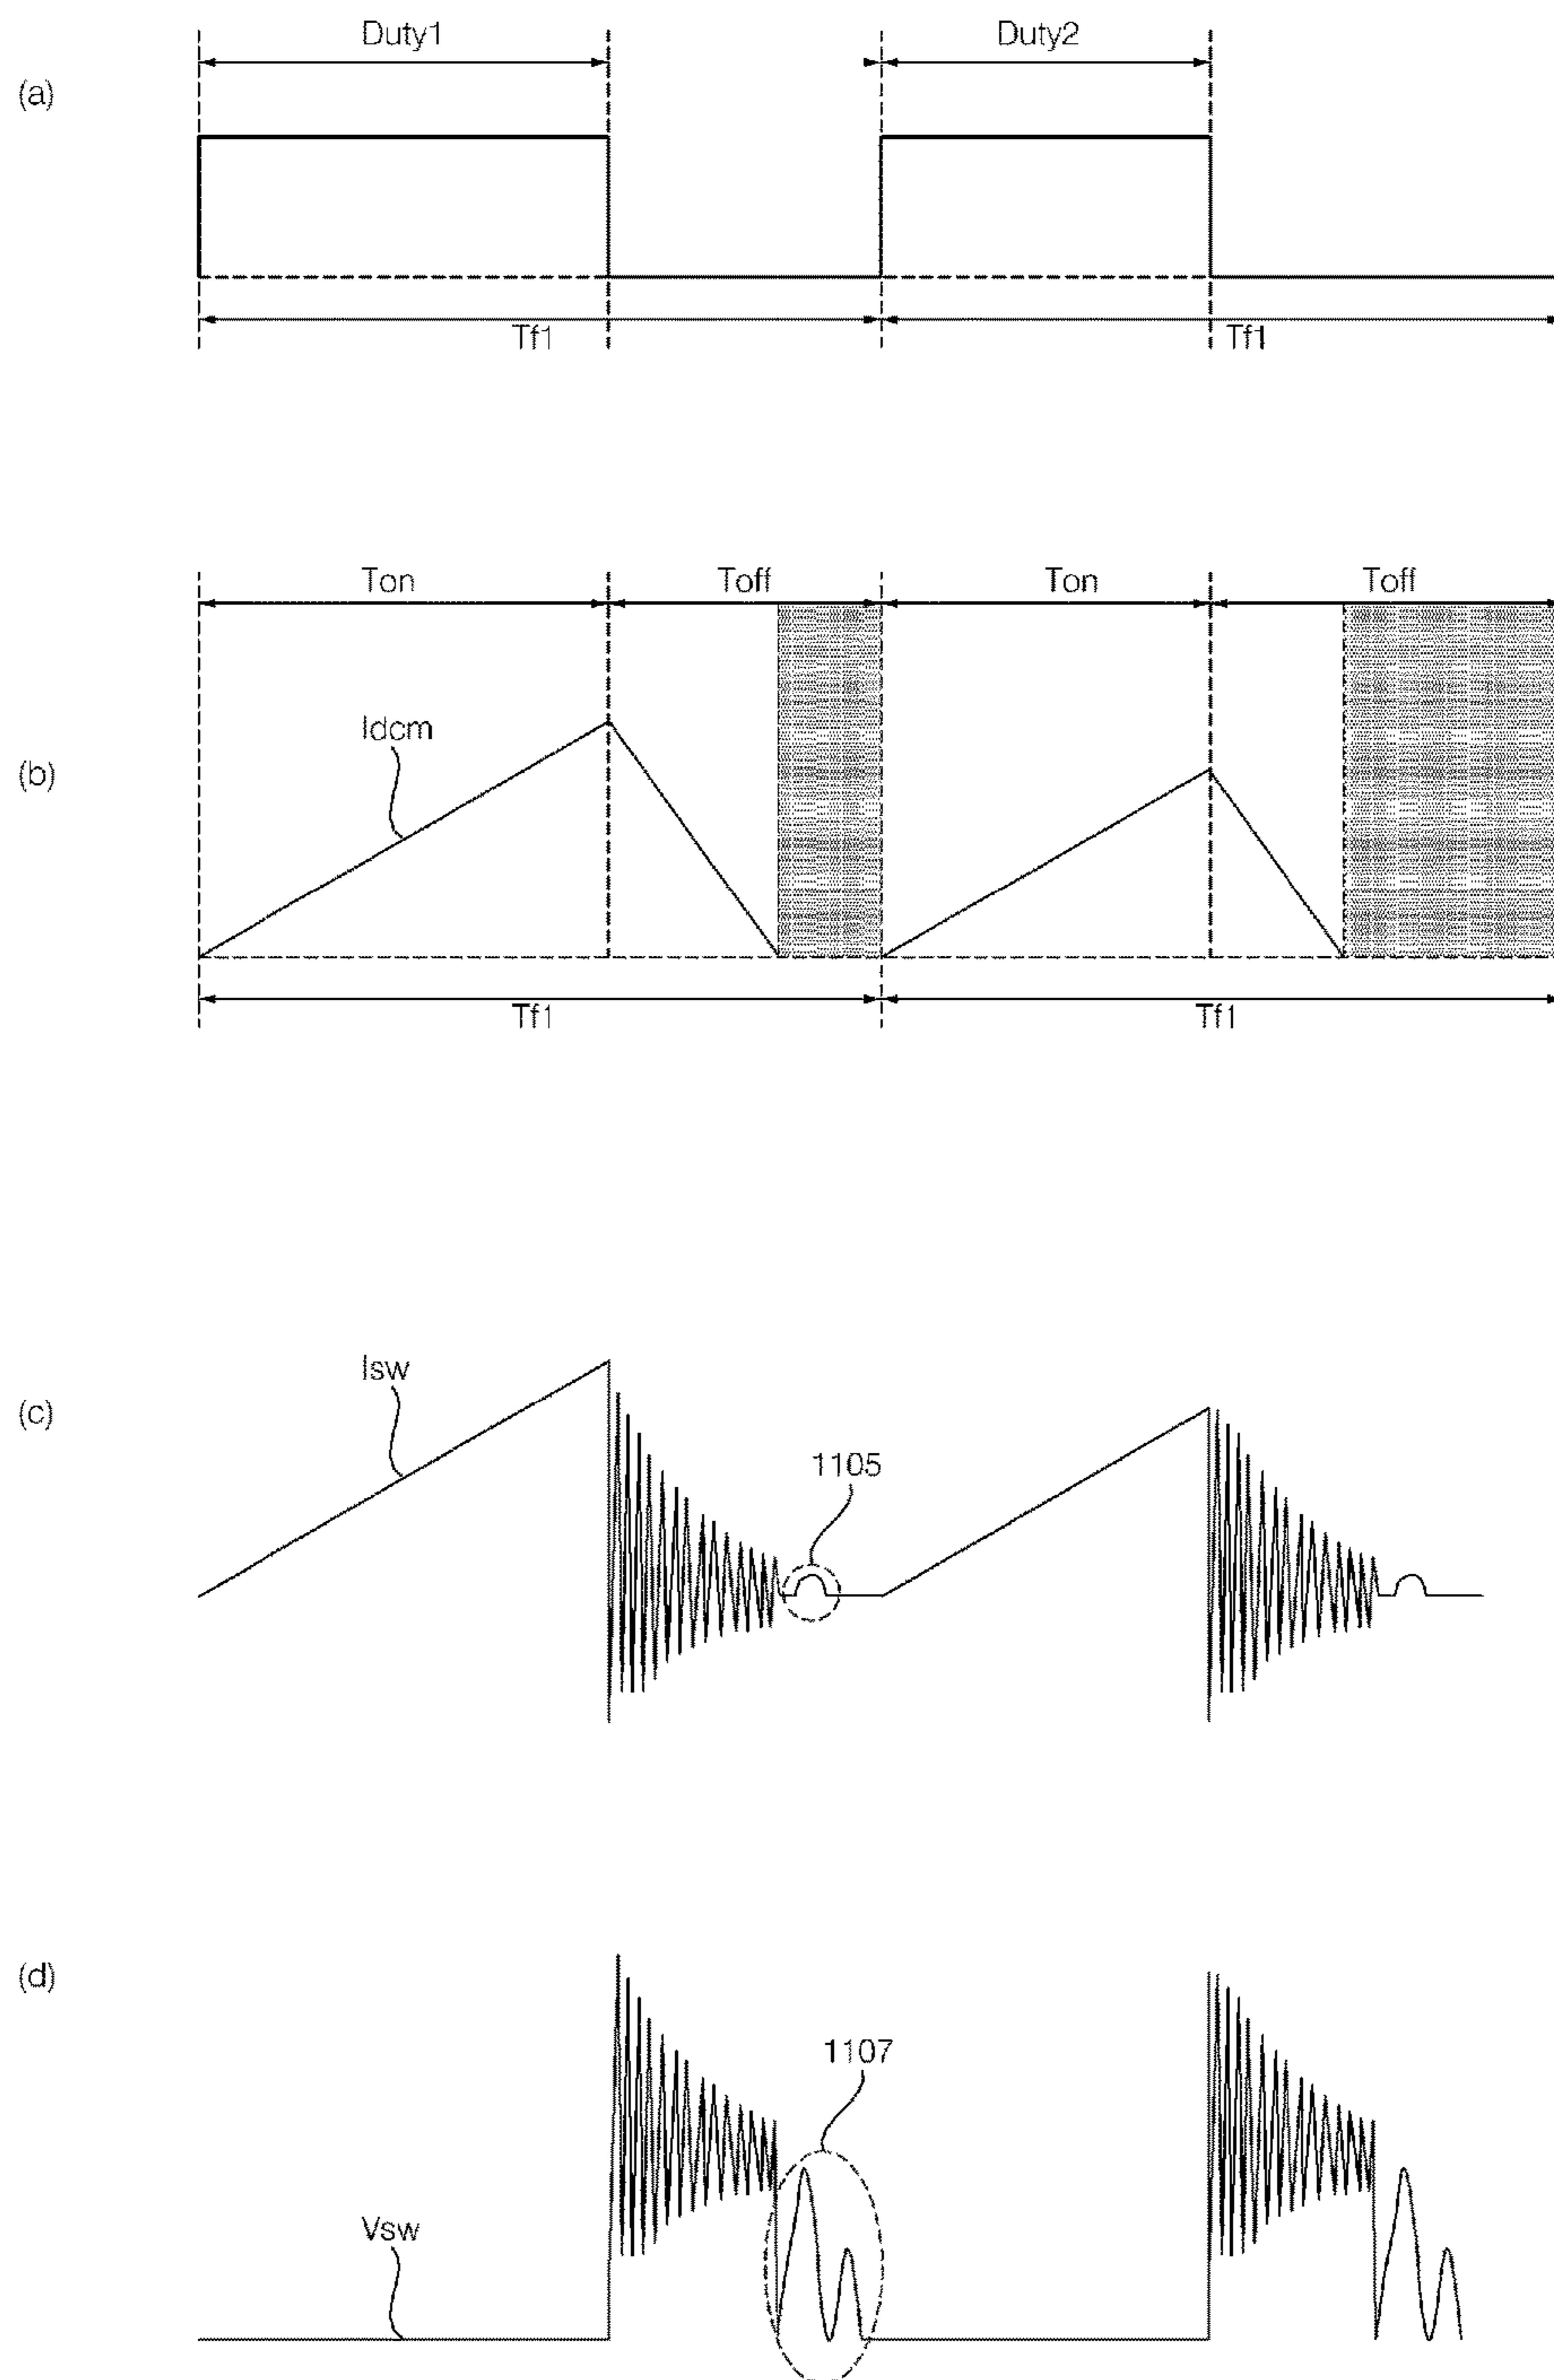 Duty1
Duty2
(a)
Tf1
Tf1
Ton
Toff
Ton
Toff
Idcm
(b)
Tf1
Tf1
Isw
(c)
1105
(d)
1107
Vsw